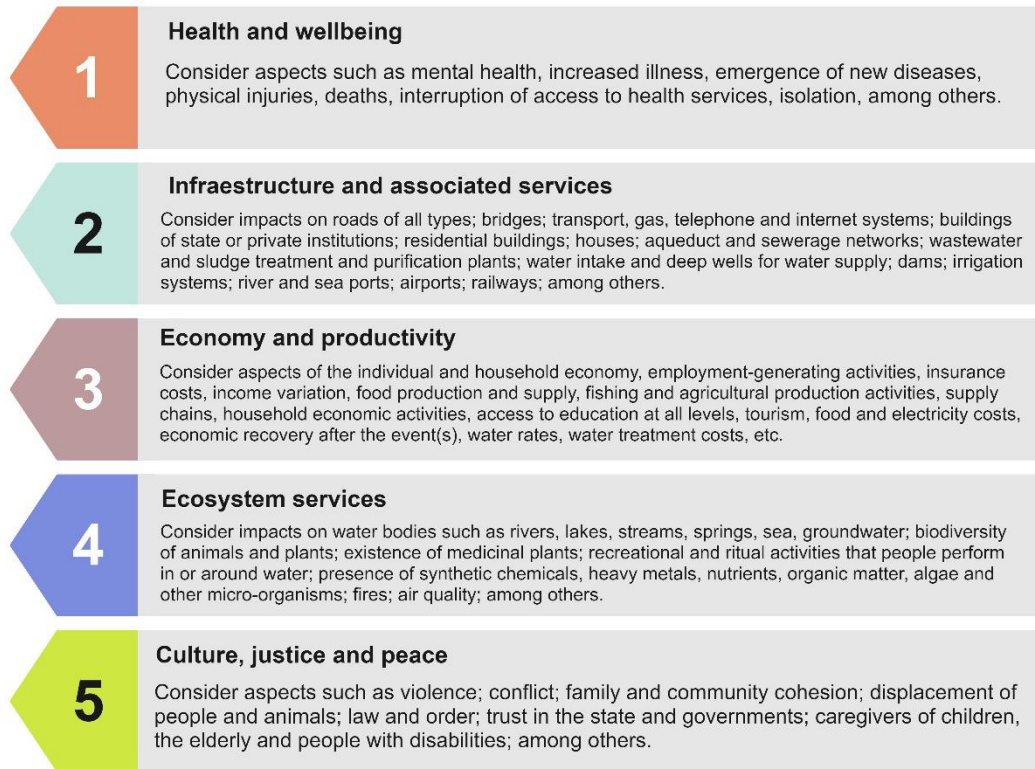 1
Health and wellbeing
Consider aspects such as mental health, increased illness, emergence of new diseases,
physical injuries, deaths, interruption of access to health services, isolation, among others.
2
Infraestructure and associated services
Consider impacts on roads of all types; bridges; transport, gas, telephone and internet systems; buildings
of state or private institutions; residential buildings; houses; aqueduct and sewerage networks; wastewater
and sludge treatment and purification plants; water intake and deep wells for water supply; dams; irrigation
systems; river and sea ports; airports; railways; among others.
3
Economy and productivity
Consider aspects of the individual and household economy, employment-generating activities, insurance
costs, income variation, food production and supply, fishing and agricultural production activities, supply
chains, household economic activities, access to education at all levels, tourism, food and electricity costs,
economic recovery after the event(s), water rates, water treatment costs, etc.
4
Ecosystem services
Consider impacts on water bodies such as rivers, lakes, streams, springs, sea, groundwater; biodiversity
of animals and plants; existence of medicinal plants; recreational and ritual activities that people perform
in or around water; presence of synthetic chemicals, heavy metals, nutrients, organic matter, algae and
other micro-organisms; fires; air quality; among others.
5
Culture, justice and peace
Consider aspects such as violence; conflict; family and community cohesion; displacement of
people and animals; law and order; trust in the state and governments; caregivers of children,
the elderly and people with disabilities; among others.